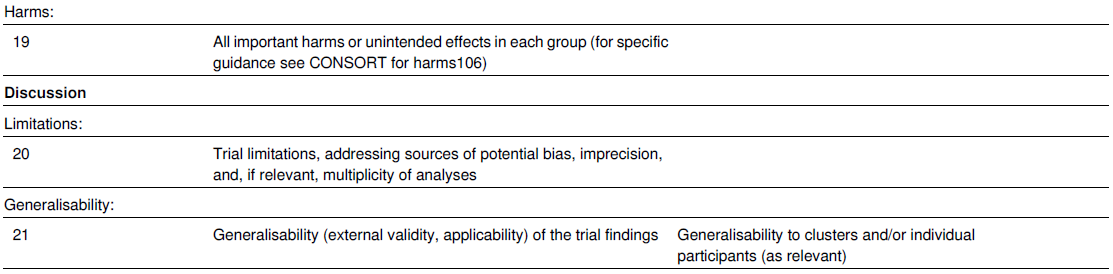 Harms:
19 All important harms or unintended effects in each group (for specific
guidance see CONSORT for harms106)
Discussion
Limitations:
20 Trial limitations, addressing sources of potential bias, imprecision,
and, if relevant, multiplicity of analyses
Generalisability:
21 Generalisability (external validity, applicability) of the trial findings Generalisability to clusters and/or individual
participants (as relevant)